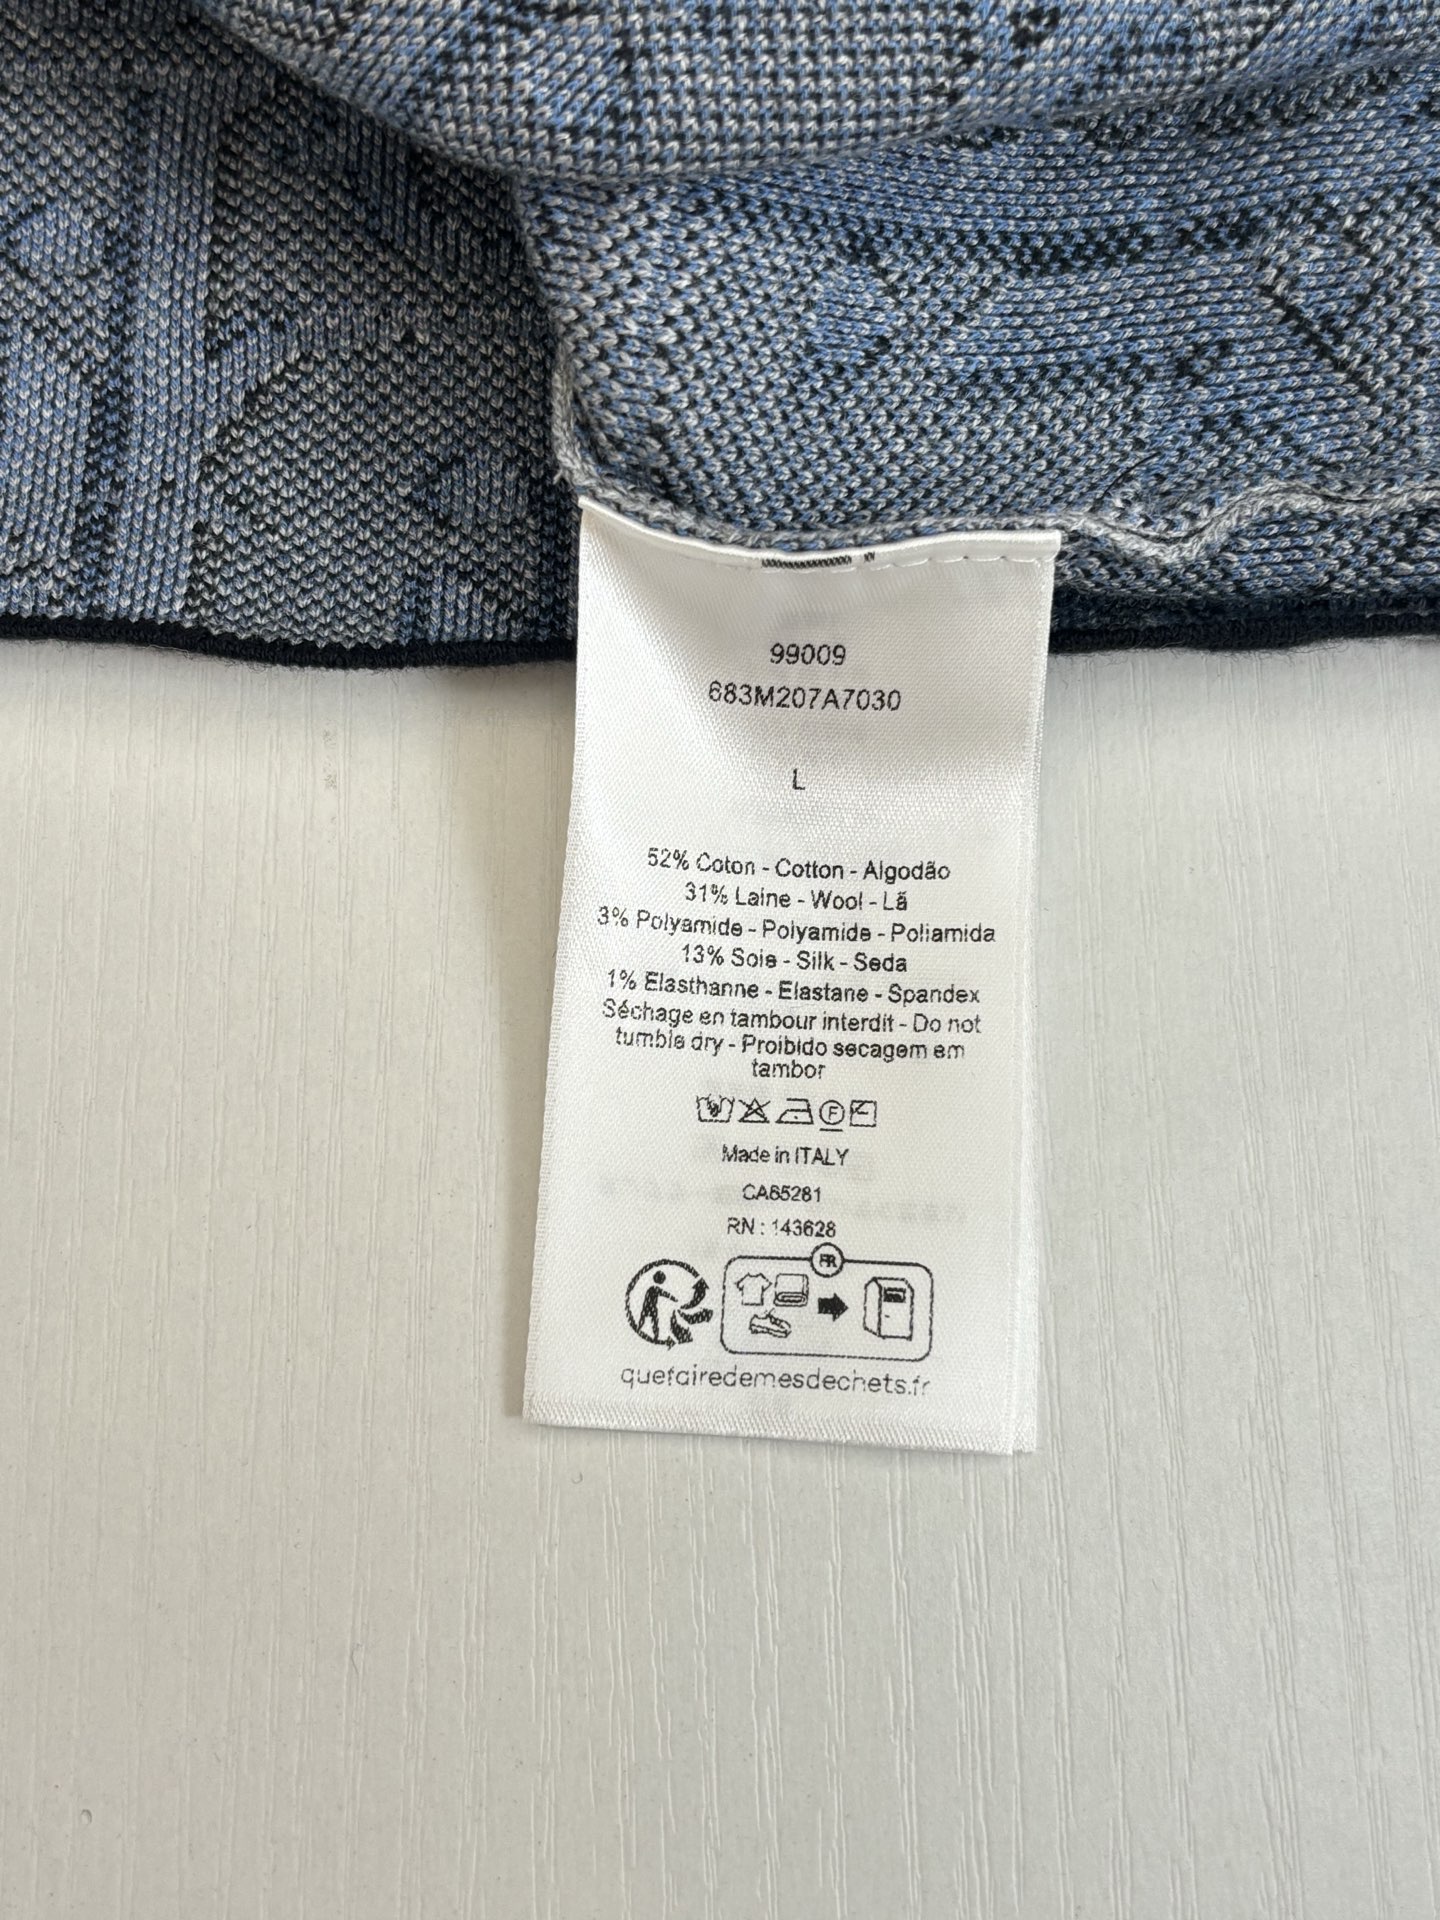 99009
683M207A7030
L
52% Coton - Cotton - Algodão
31% Laine - Wool - Lã
3% Polyamide - Polyamide - Poliamida
13% Soie - Silk - Seda
1% Elasthanne - Elastane - Spandex
Séchage en tambour interdit - Do not
tumble dry - Proibido secagem em
tambor
F
Made in ITALY
CA65281
RN : 143628
FR
quefairedemesdechets.fr